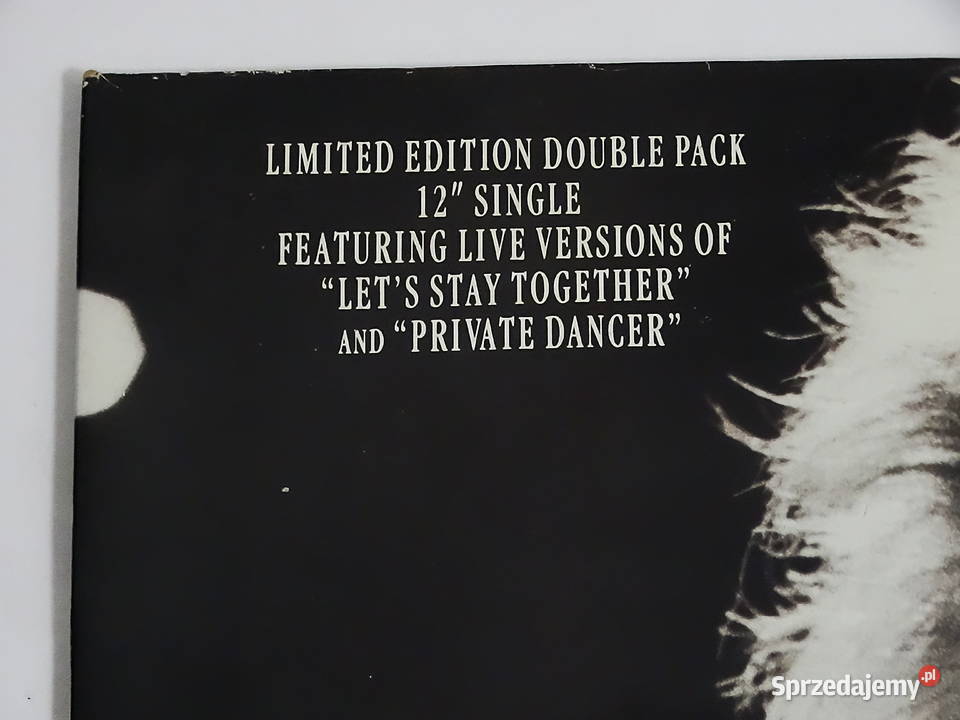 LIMITED EDITION DOUBLE PACK
12" SINGLE
FEATURING LIVE VERSIONS OF
“LET'S STAY TOGETHER”
AND “PRIVATE DANCER”
Sprzedajemy.pl